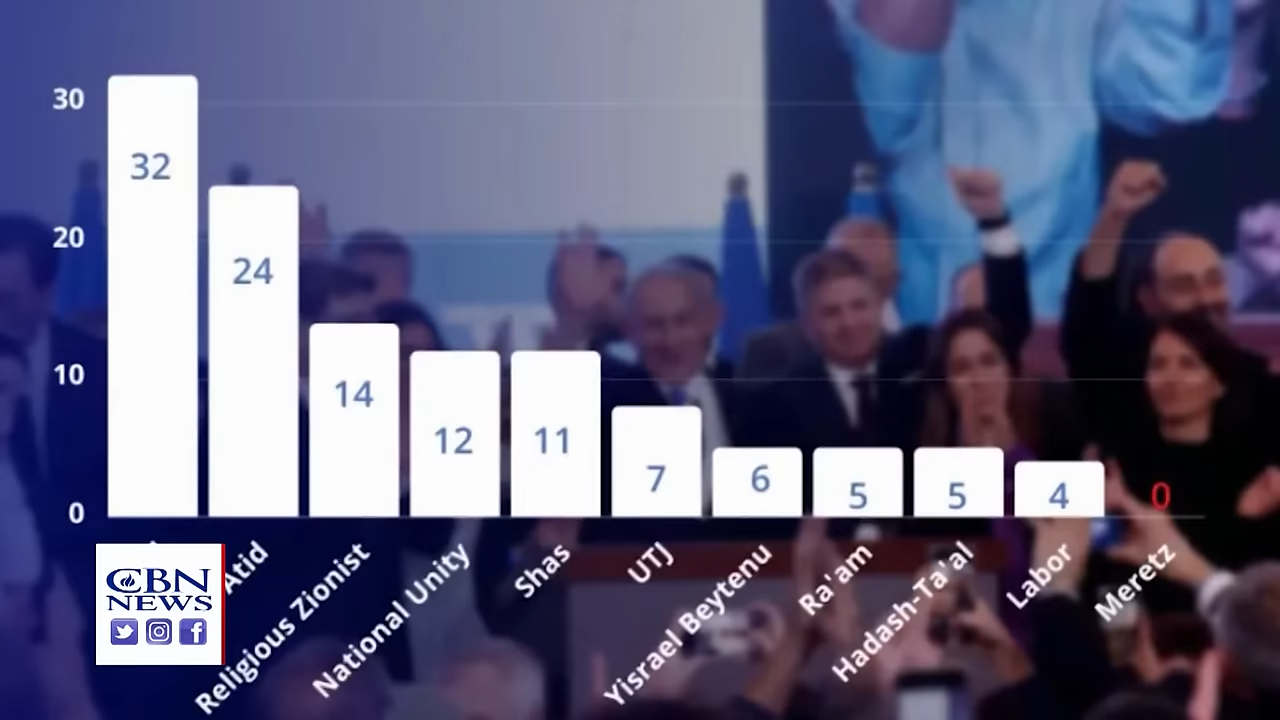 30
20
10
0
32
24
14
12
11
7
6
5
5
4
0
Atid
Religious Zionist
National Unity
Shas
UTJ
Yisrael Beytenu
Ra'am
Hadash-Ta'al
Labor
Meretz
CBN
NEWS